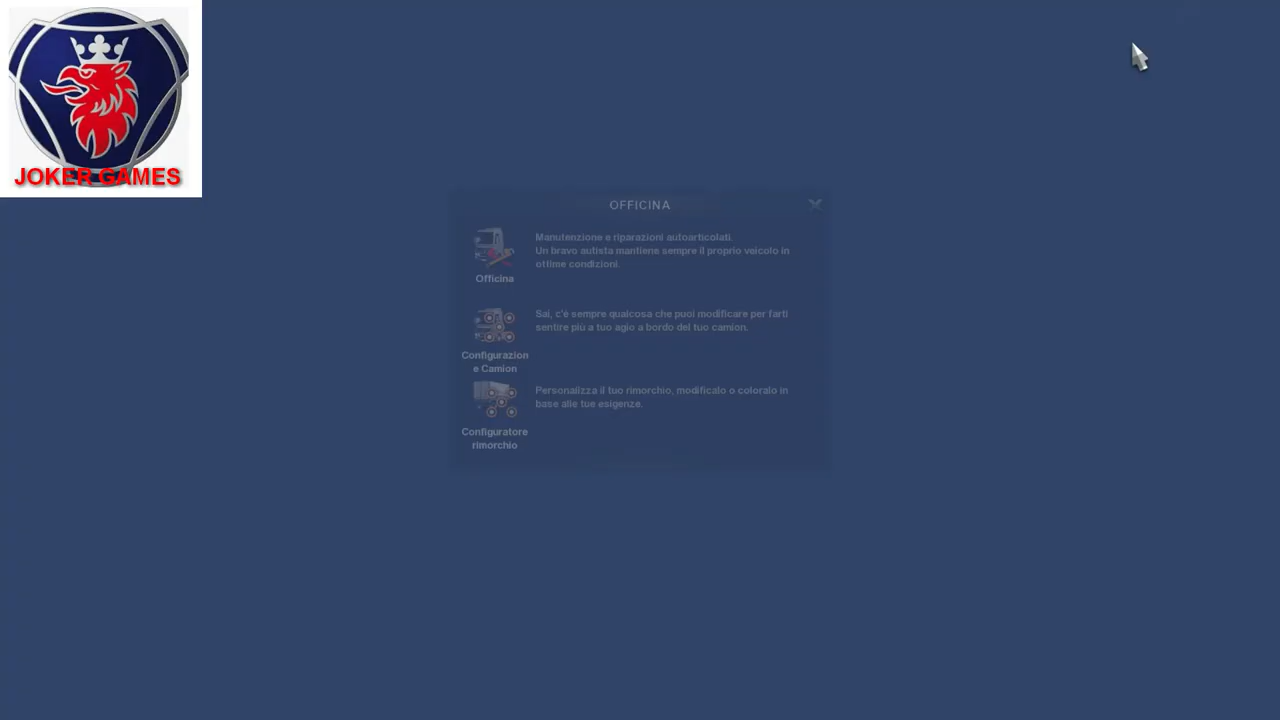 JOKER GAMES
OFFICINA
Manutenzione e riparazioni autoarticolati.
Un bravo autista mantiene sempre il proprio veicolo in
ottime condizioni.
Officina
Sai, c'è sempre qualcosa che puoi modificare per farti
sentire più a tuo agio a bordo del tuo camion.
Configurazion
e Camion
Personalizza il tuo rimorchio, modificalo o coloralo in
base alle tue esigenze.
Configuratore
rimorchio